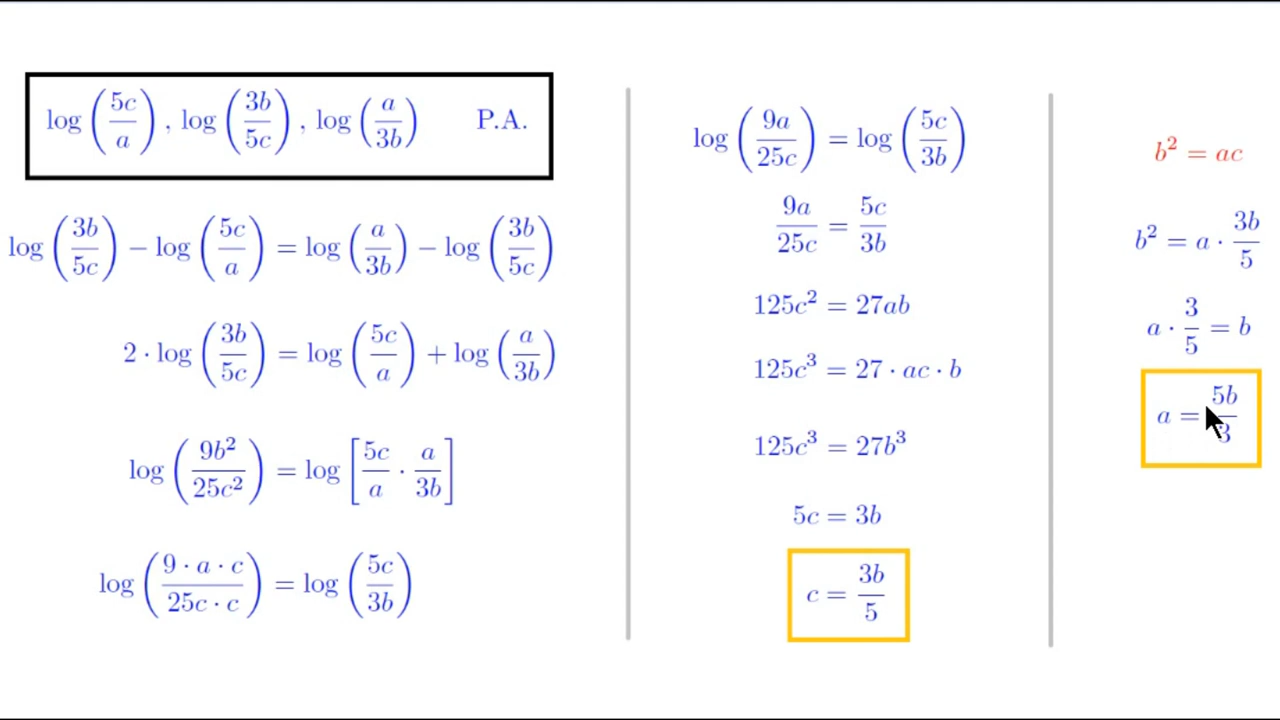 log(5c/a), log(3b/5c), log(a/3b) P.A.
log(3b/5c) − log(5c/a) = log(a/3b) − log(3b/5c)
2 · log(3b/5c) = log(5c/a) + log(a/3b)
log(9b²/25c²) = log[5c/a · a/3b]
log(9 · a · c/25c · c) = log(5c/3b)
log(9a/25c) = log(5c/3b)
9a/25c = 5c/3b
125c² = 27ab
125c³ = 27 · ac · b
125c³ = 27b³
5c = 3b
c = 3b/5
b² = ac
b² = a · 3b/5
a · 3/5 = b
a = 5b/3